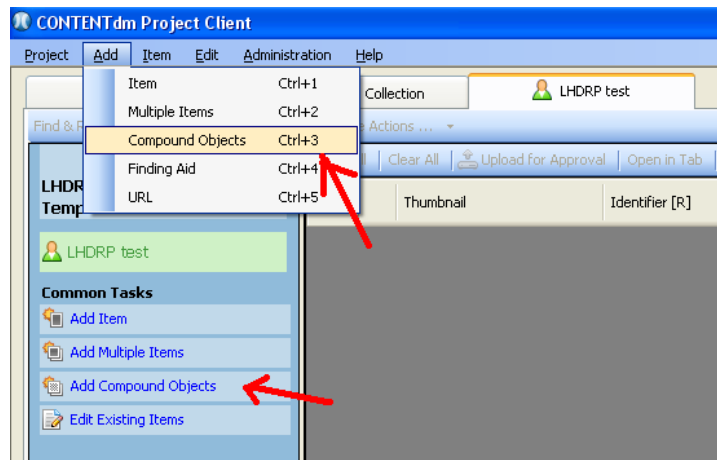 CONTENTdm Project Client
Project Add Item Edit Administration Help
Item Ctrl+1
Multiple Items Ctrl+2
Compound Objects Ctrl+3
Finding Aid Ctrl+4
URL Ctrl+5
Collection
LHDRP test
Find & R
Actions ...
Clear All
Upload for Approval
Open in Tab
LHDR
Temp
Thumbnail
Identifier [R]
LHDRP test
Common Tasks
Add Item
Add Multiple Items
Add Compound Objects
Edit Existing Items